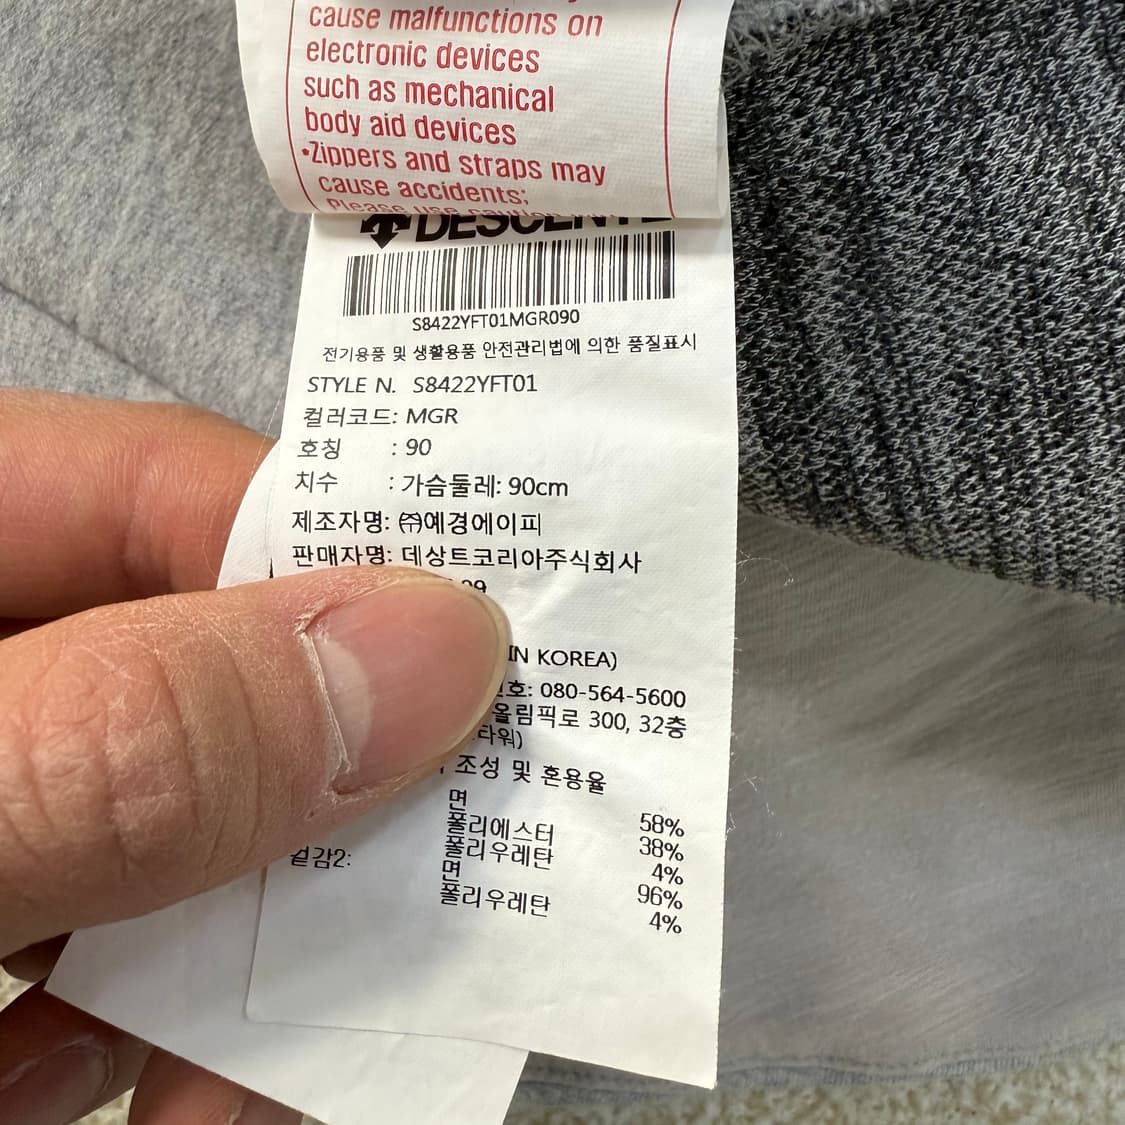 cause malfunctions on
electronic devices
such as mechanical
body aid devices
•Zippers and straps may
cause accidents;
Please use caution
DESCENTE
S8422YFT01MGR090
전기용품 및 생활용품 안전관리법에 의한 품질표시
STYLE N. S8422YFT01
컬러코드: MGR
호칭 : 90
치수 : 가슴둘레: 90cm
제조자명: ㈜예경에이피
판매자명: 데상트코리아주식회사
09
IN KOREA)
호: 080-564-5600
올림픽로 300, 32층
타워)
조성 및 혼용율
면 58%
폴리에스터 38%
폴리우레탄 4%
겉감2: 면 96%
폴리우레탄 4%